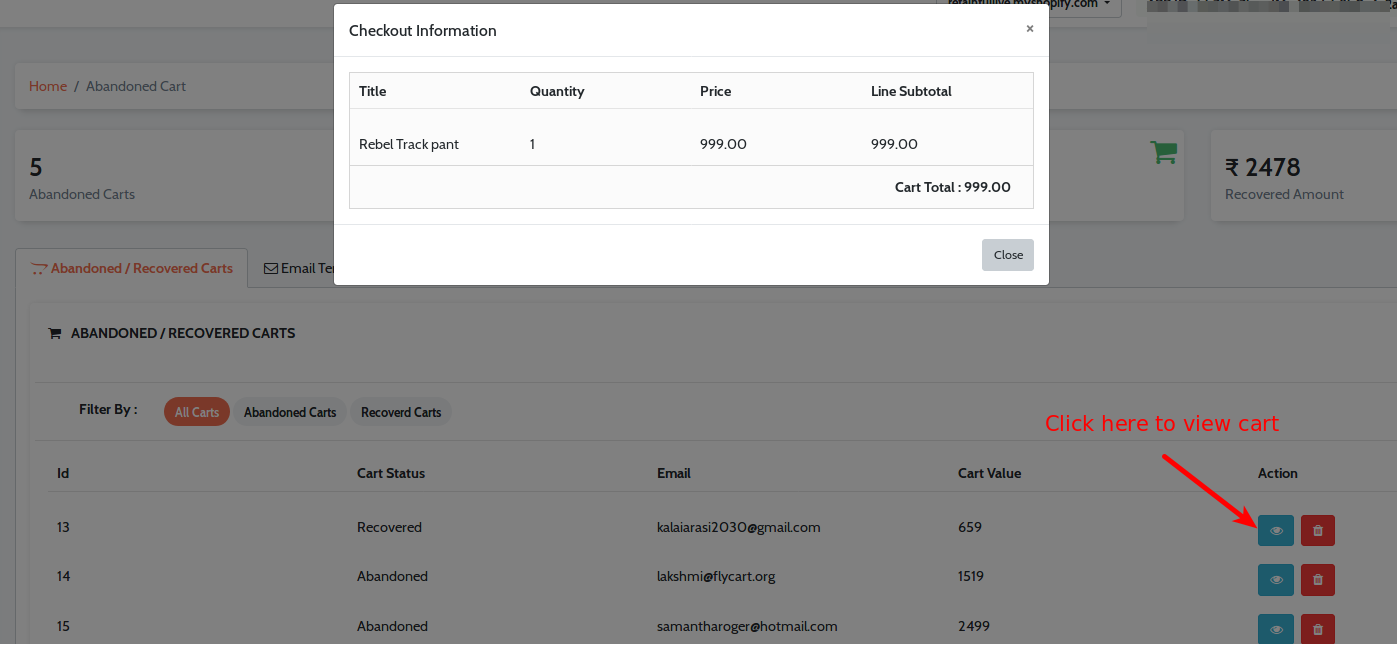 retainfullive.myshopify.com
Checkout Information ×
Home / Abandoned Cart
Title Quantity Price Line Subtotal
Rebel Track pant 1 999.00 999.00
Cart Total : 999.00
5
Abandoned Carts
₹ 2478
Recovered Amount
Close
Abandoned / Recovered Carts Email
ABANDONED / RECOVERED CARTS
Filter By : All Carts Abandoned Carts Recoverd Carts
Click here to view cart
Id Cart Status Email Cart Value Action
13 Recovered kalaiarasi2030@gmail.com 659
14 Abandoned lakshmi@flycart.org 1519
15 Abandoned samantharoger@hotmail.com 2499